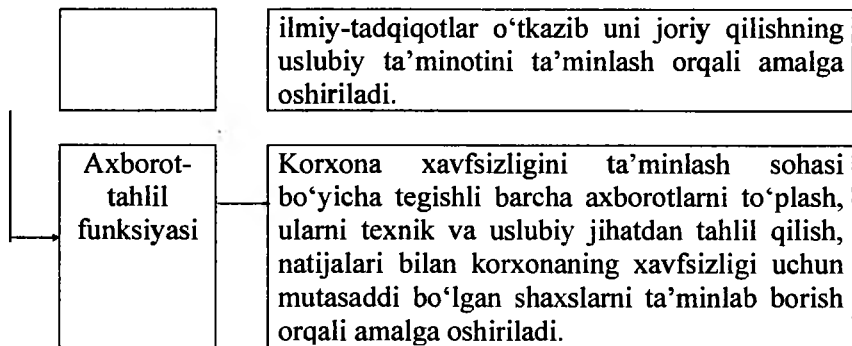 ilmiy-tadqiqotlar o‘tkazib uni joriy qilishning
uslubiy ta’minotini ta’minlash orqali amalga
oshiriladi.
Axborot-
tahlil
funksiyasi
Korxona xavfsizligini ta’minlash sohasi
bo‘yicha tegishli barcha axborotlarni to‘plash,
ularni texnik va uslubiy jihatdan tahlil qilish,
natijalari bilan korxonaning xavfsizligi uchun
mutasaddi bo‘lgan shaxslarni ta’minlab borish
orqali amalga oshiriladi.